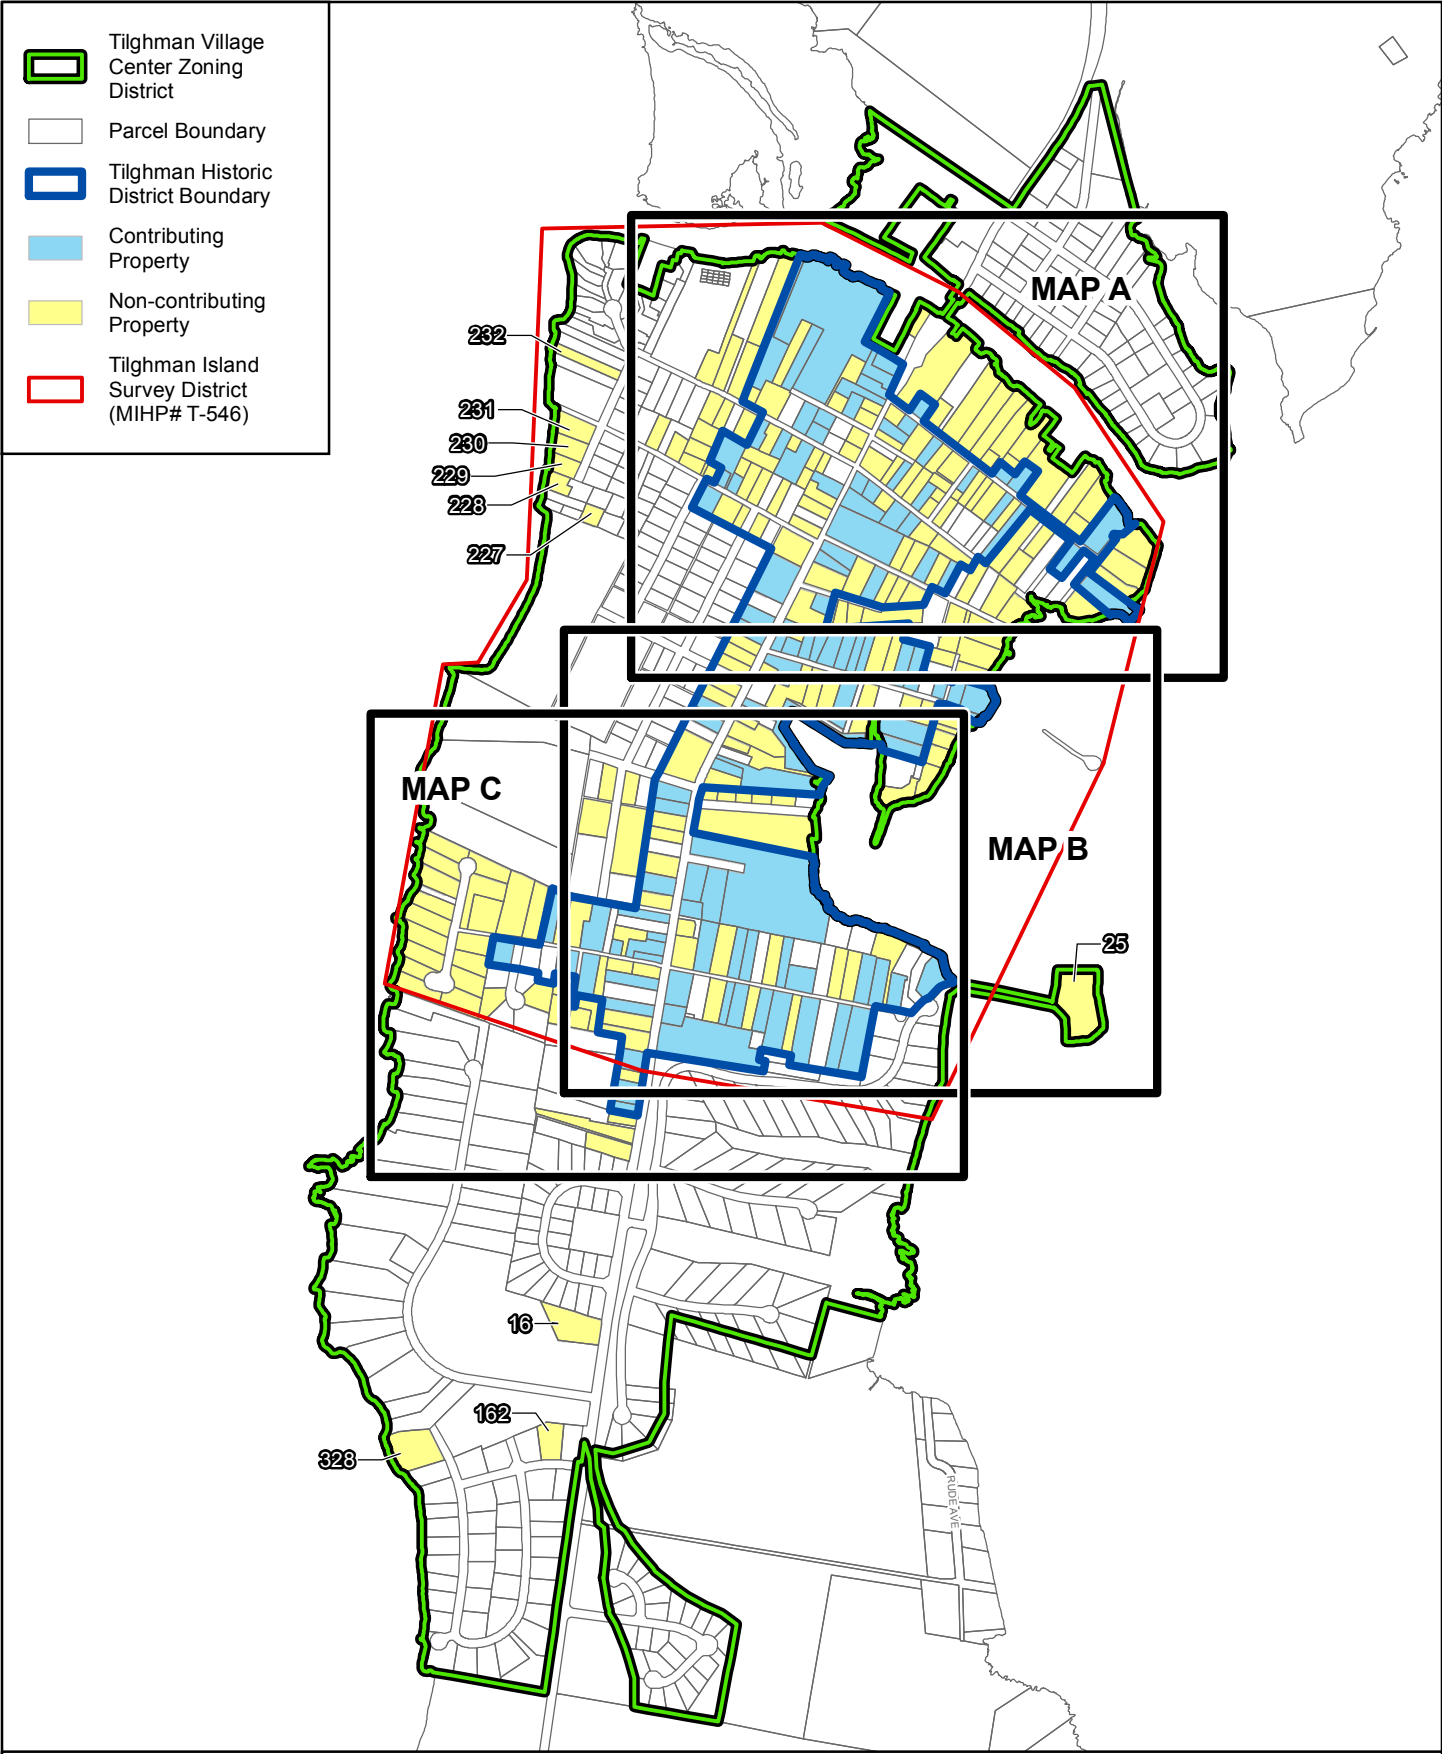 Tilghman Village
Center Zoning
District
Parcel Boundary
Tilghman Historic
District Boundary
Contributing
Property
Non-contributing
Property
Tilghman Island
Survey District
(MIHP# T-546)
MAP A
232
231
230
229
228
227
MAP C
MAP B
25
16
162
328
RUDE AVE